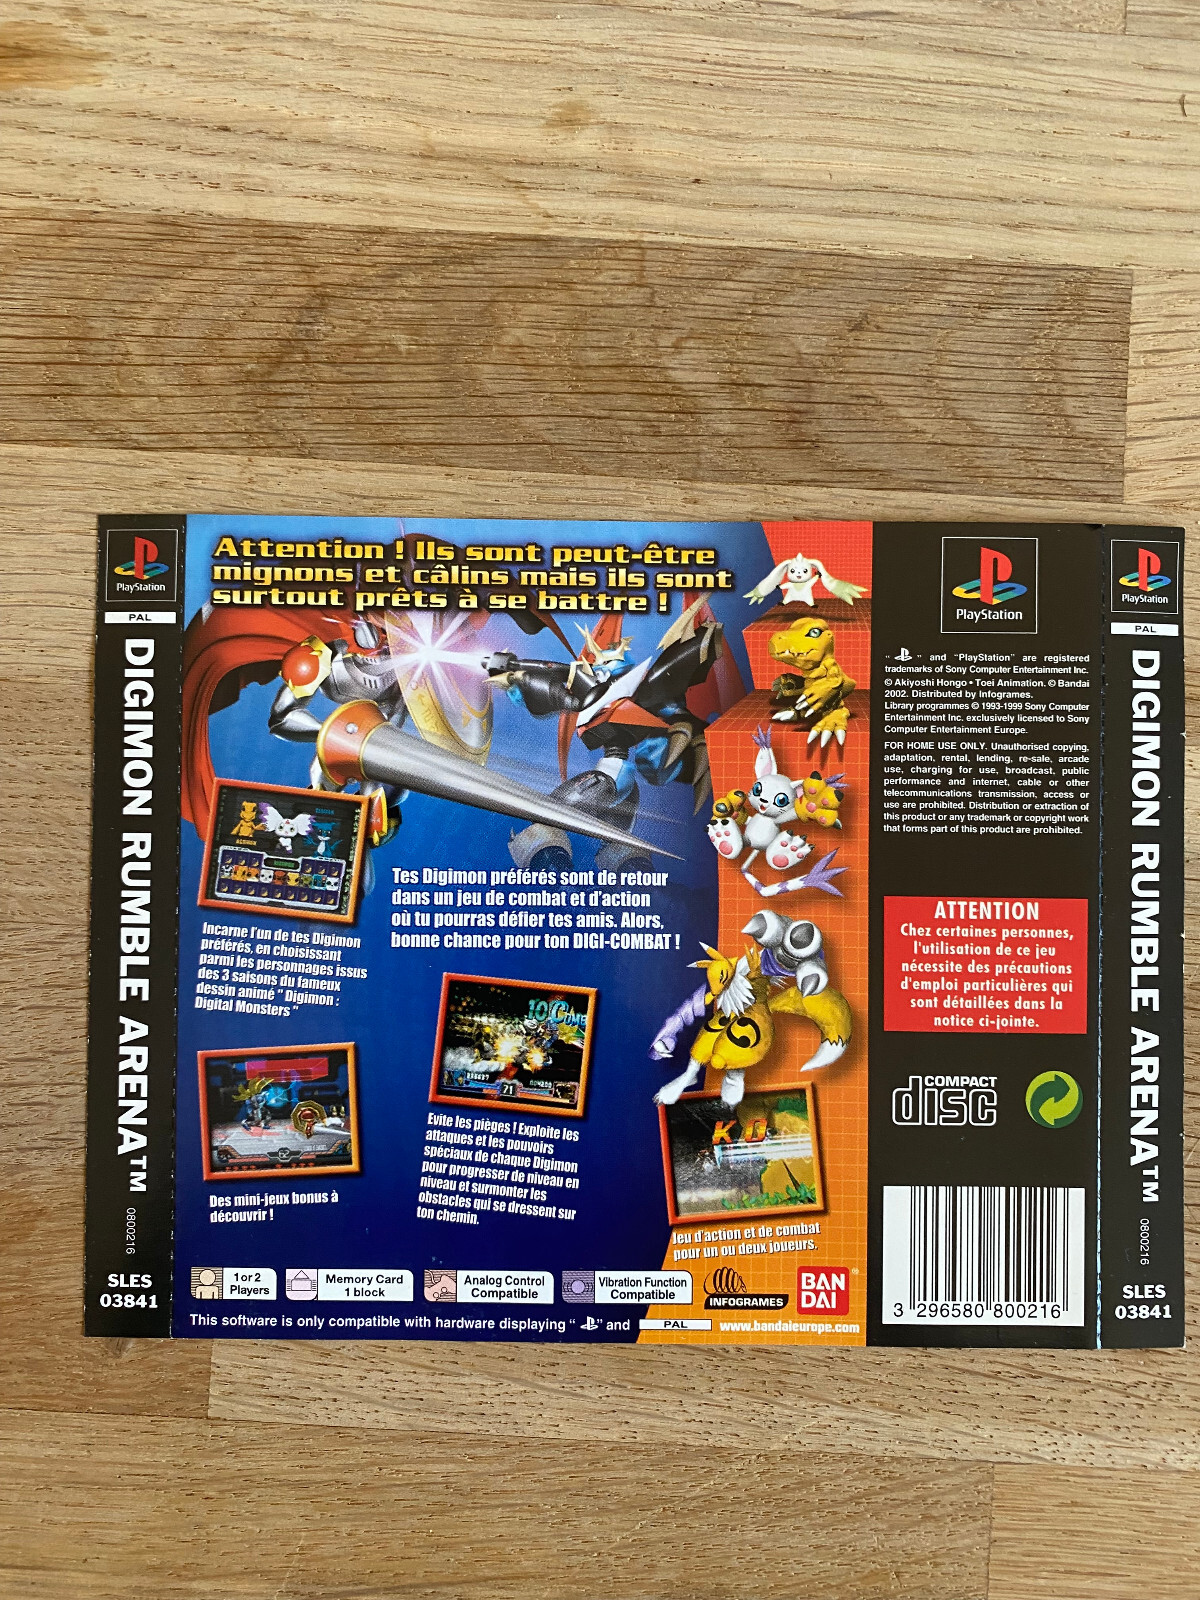 PlayStation
PAL
DIGIMON RUMBLE ARENA™
0800216
SLES
03841
Attention ! Ils sont peut-être
mignons et câlins mais ils sont
surtout prêts à se battre !
Tes Digimon préférés sont de retour
dans un jeu de combat et d'action
où tu pourras défier tes amis. Alors,
bonne chance pour ton DIGI-COMBAT !
Incarne l'un de tes Digimon
préférés, en choisissant
parmi les personnages issus
des 3 saisons du fameux
dessin animé " Digimon :
Digital Monsters "
10 Comb
71
Evite les pièges ! Exploite les
attaques et les pouvoirs
spéciaux de chaque Digimon
pour progresser de niveau en
niveau et surmonter les
obstacles qui se dressent sur
ton chemin.
62
Des mini-jeux bonus à
découvrir !
K O
Jeu d'action et de combat
pour un ou deux joueurs.
1 or 2
Players
Memory Card
1 block
Analog Control
Compatible
Vibration Function
Compatible
INFOGRAMES
BAN
DAI
®
This software is only compatible with hardware displaying " " and PAL
www.bandaieurope.com
PlayStation
" " and "PlayStation" are registered
trademarks of Sony Computer Entertainment Inc.
© Akiyoshi Hongo • Toei Animation. © Bandai
2002. Distributed by Infogrames.
Library programmes © 1993-1999 Sony Computer
Entertainment Inc. exclusively licensed to Sony
Computer Entertainment Europe.
FOR HOME USE ONLY. Unauthorised copying,
adaptation, rental, lending, re-sale, arcade
use, charging for use, broadcast, public
performance and internet, cable or other
telecommunications transmission, access or
use are prohibited. Distribution or extraction of
this product or any trademark or copyright work
that forms part of this product are prohibited.
ATTENTION
Chez certaines personnes,
l'utilisation de ce jeu
nécessite des précautions
d'emploi particulières qui
sont détaillées dans la
notice ci-jointe.
COMPACT
disc
3 296580 800216
PlayStation
PAL
DIGIMON RUMBLE ARENA™
0800216
SLES
03841